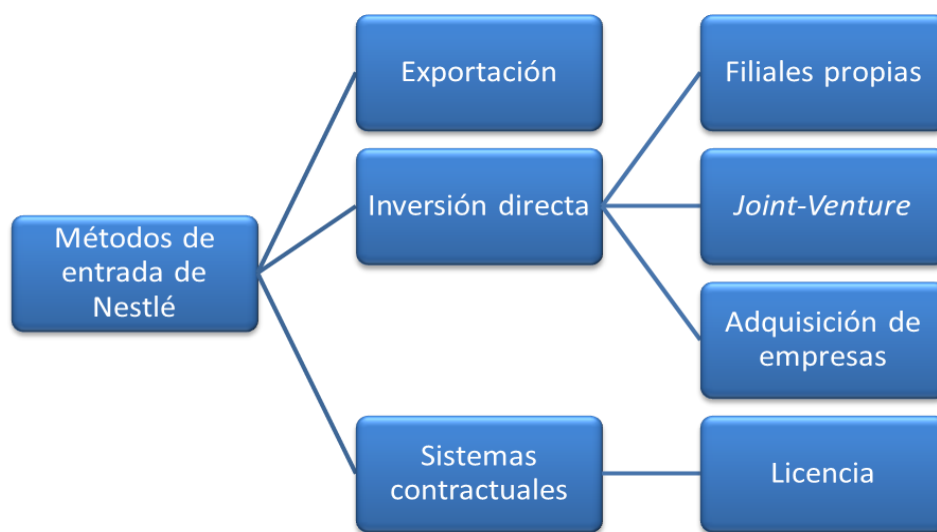 Métodos de
entrada de
Nestlé
Exportación
Inversión directa
Filiales propias
Joint-Venture
Adquisición de
empresas
Sistemas
contractuales
Licencia